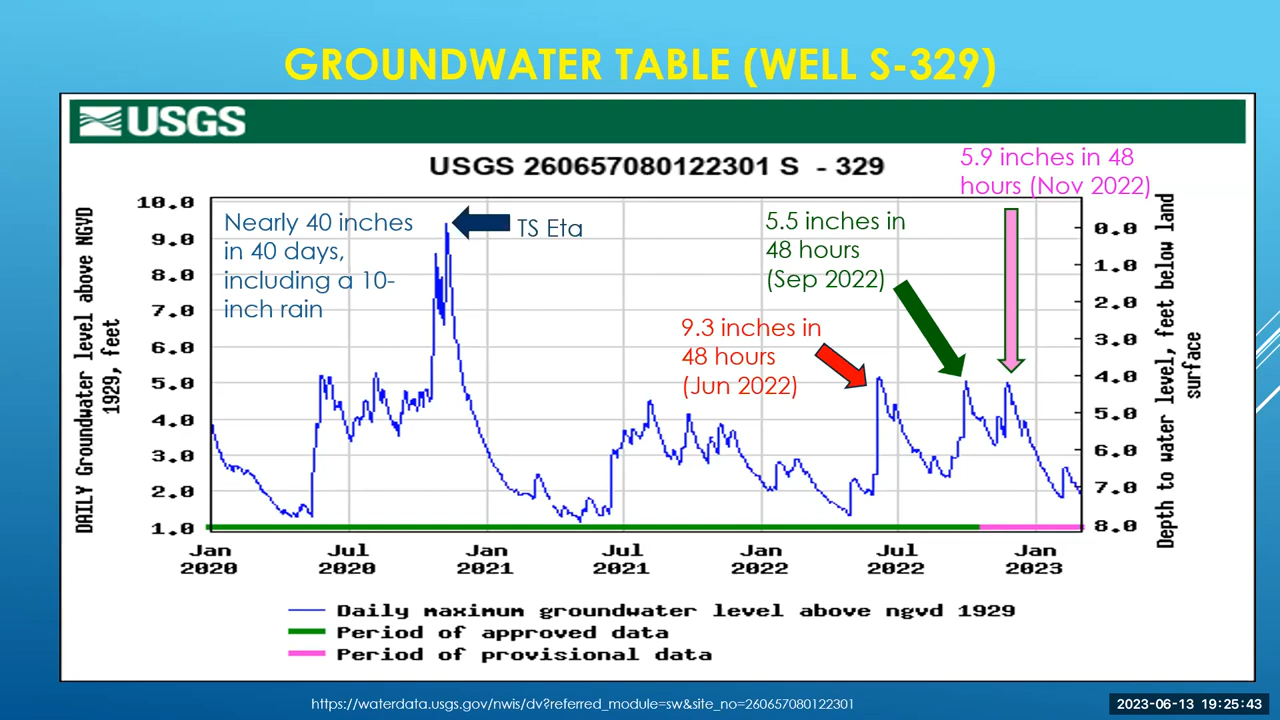 GROUNDWATER TABLE (WELL S-329)
USGS
USGS 260657080122301 S - 329
5.9 inches in 48
hours (Nov 2022)
Nearly 40 inches
in 40 days,
including a 10-
inch rain
TS Eta
5.5 inches in
48 hours
(Sep 2022)
9.3 inches in
48 hours
(Jun 2022)
DAILY Groundwater level above NGVD
1929, feet
10.0
9.0
8.0
7.0
6.0
5.0
4.0
3.0
2.0
1.0
0.0
1.0
2.0
3.0
4.0
5.0
6.0
7.0
8.0
Depth to water level, feet below land
surface
Jan Jul Jan Jul Jan Jul Jan
2020 2020 2021 2021 2022 2022 2023
Daily maximum groundwater level above ngvd 1929
Period of approved data
Period of provisional data
https://waterdata.usgs.gov/nwis/dv?referred_module=sw&site_no=260657080122301
2023-06-13 19:25:43